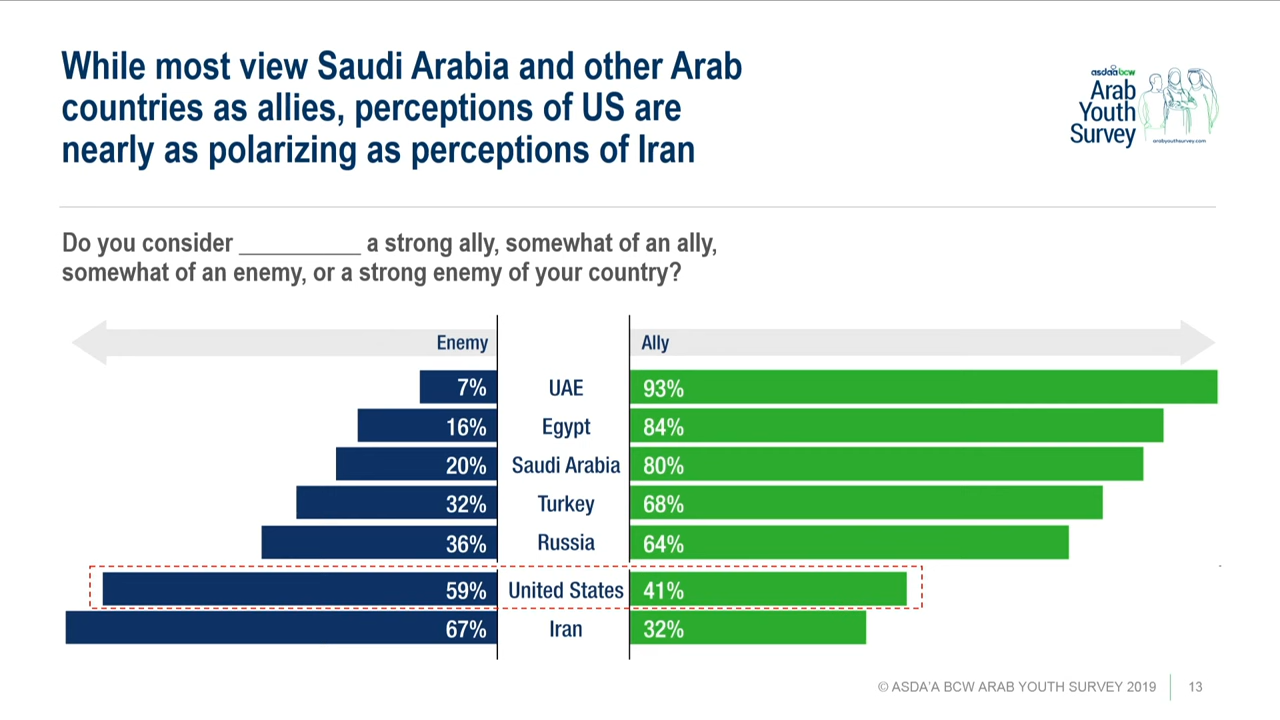 While most view Saudi Arabia and other Arab
countries as allies, perceptions of US are
nearly as polarizing as perceptions of Iran
asdaa bcw
Arab
Youth
Survey
arabyouthsurvey.com
Do you consider __________ a strong ally, somewhat of an ally,
somewhat of an enemy, or a strong enemy of your country?
Enemy Ally
7% UAE 93%
16% Egypt 84%
20% Saudi Arabia 80%
32% Turkey 68%
36% Russia 64%
59% United States 41%
67% Iran 32%
© ASDA'A BCW ARAB YOUTH SURVEY 2019 13